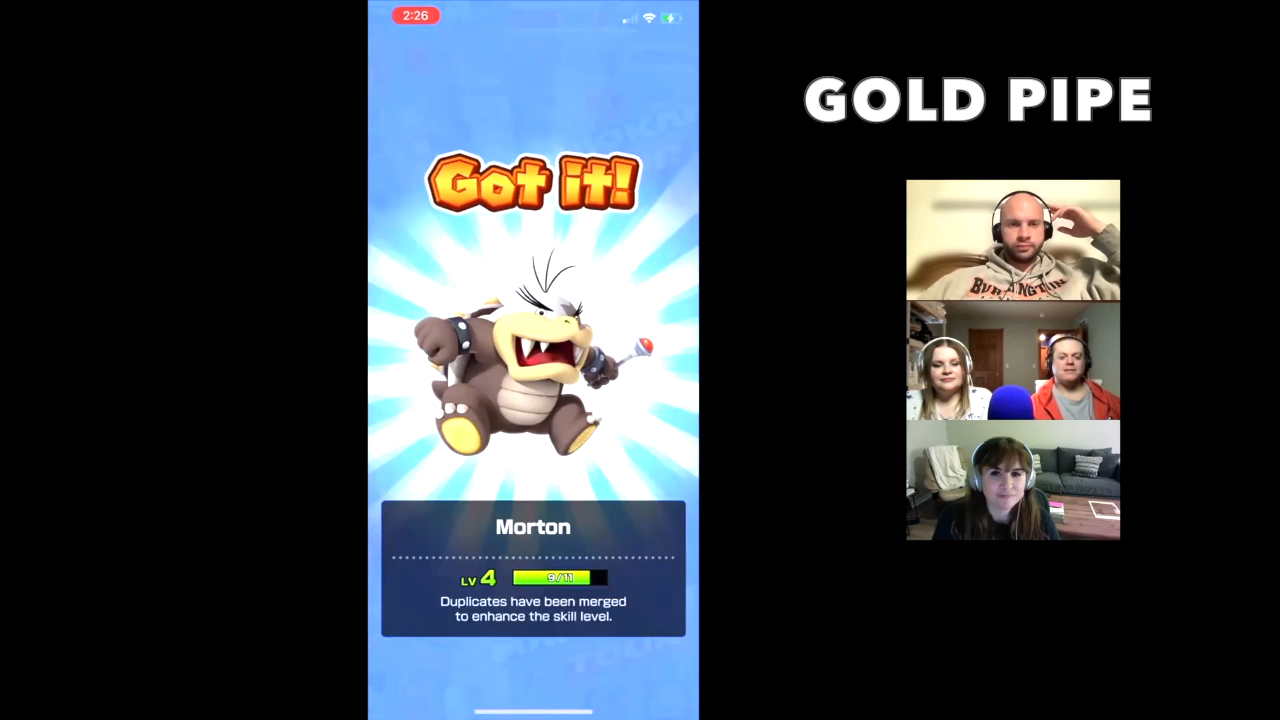 2:26
GOLD PIPE
Got it!
Morton
LV 4 9/11
Duplicates have been merged
to enhance the skill level.
TOUR